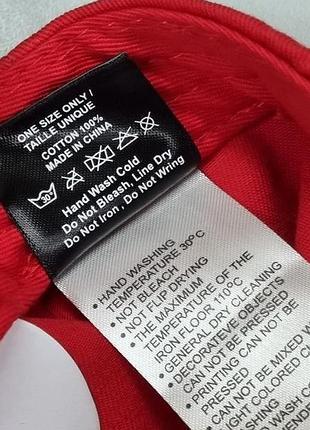 ONE SIZE ONLY /
TAILLE UNIQUE
COTTON 100%
MADE IN CHINA
30
Hand Wash Cold
Do Not Bleash, Line Dry
Do Not Iron, Do Not Wring
• HAND WASHING
TEMPERATURE 30°C
• NOT BLEACH
• NOT FLIP DRYING
• THE MAXIMUM
TEMPERATURE OF THE
IRON FLOOR 110°C
• GENERAL DRY CLEANING
• DECORATIVE OBJECTS
PRINTING CAN NOT BE
PRESSED
• CAN NOT BE MIXED W
LIGHT COLORED C
• CAN NOT BE
PRESSED